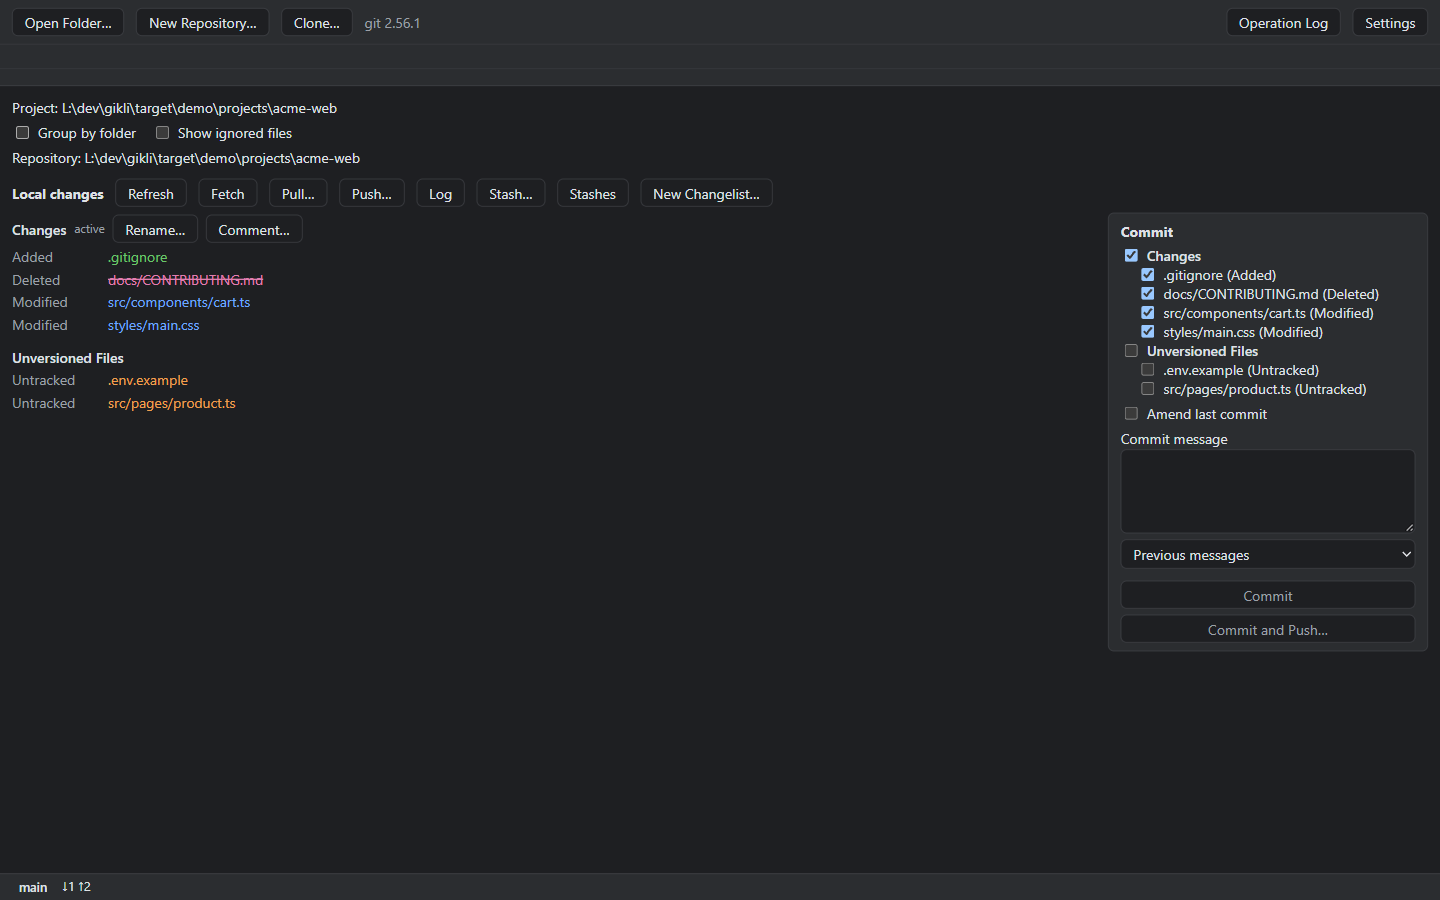 Open Folder... New Repository... Clone... git 2.56.1 Operation Log Settings
Project: L:\dev\gikli\target\demo\projects\acme-web
Group by folder Show ignored files
Repository: L:\dev\gikli\target\demo\projects\acme-web
Local changes Refresh Fetch Pull... Push... Log Stash... Stashes New Changelist...
Changes active Rename... Comment...
Added .gitignore
Deleted docs/CONTRIBUTING.md
Modified src/components/cart.ts
Modified styles/main.css
Unversioned Files
Untracked .env.example
Untracked src/pages/product.ts
Commit
Changes
.gitignore (Added)
docs/CONTRIBUTING.md (Deleted)
src/components/cart.ts (Modified)
styles/main.css (Modified)
Unversioned Files
.env.example (Untracked)
src/pages/product.ts (Untracked)
Amend last commit
Commit message
Previous messages
Commit
Commit and Push...
main ↓1 ↑2